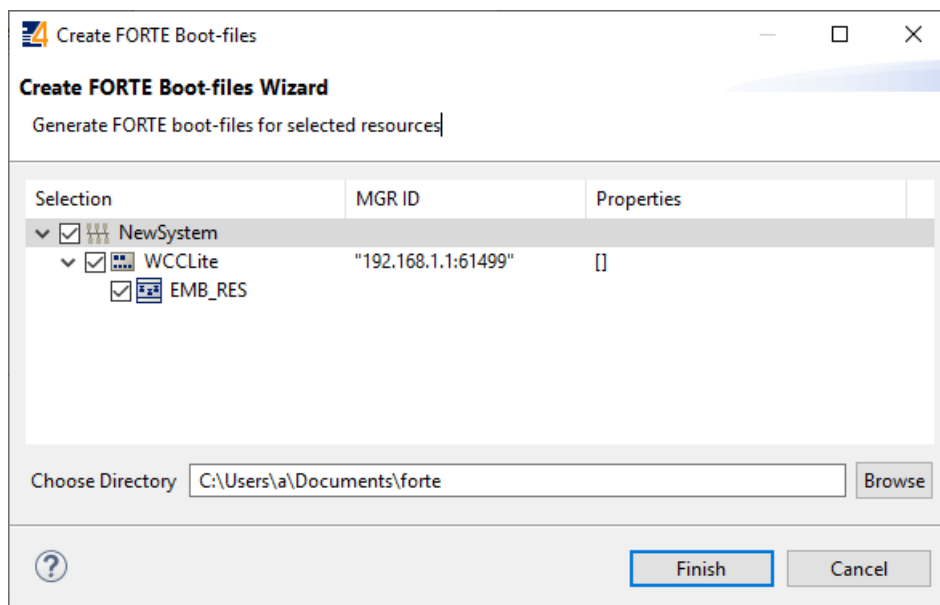 Create FORTE Boot-files
Create FORTE Boot-files Wizard
Generate FORTE boot-files for selected resources
Selection MGR ID Properties
NewSystem
WCCLite "192.168.1.1:61499" []
EMB_RES
Choose Directory C:\Users\a\Documents\forte Browse
? Finish Cancel